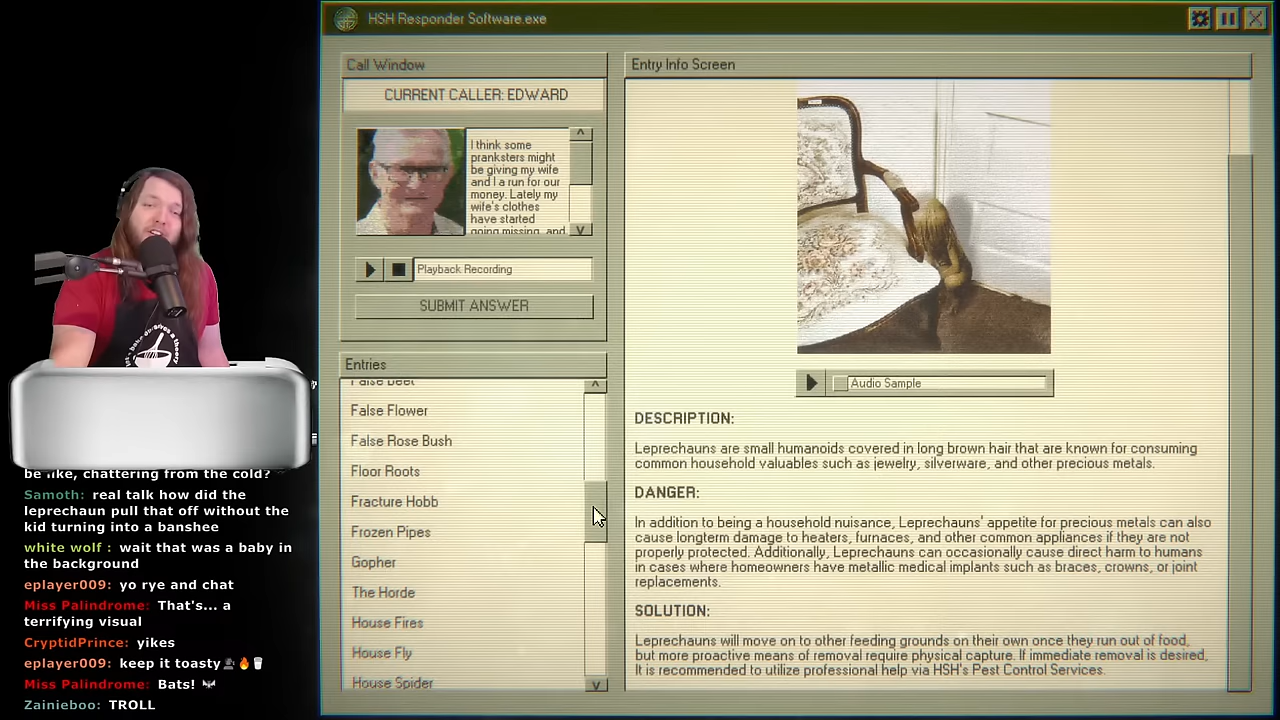 HSH Responder Software.exe
Call Window
CURRENT CALLER: EDWARD
I think some
pranksters might
be giving my wife
and I a run for our
money. Lately my
wife's clothes
have started
going missing, and
Playback Recording
SUBMIT ANSWER
Entries
False Beet
False Flower
False Rose Bush
Floor Roots
Fracture Hobb
Frozen Pipes
Gopher
The Horde
House Fires
House Fly
House Spider
Entry Info Screen
Audio Sample
DESCRIPTION:
Leprechauns are small humanoids covered in long brown hair that are known for consuming
common household valuables such as jewelry, silverware, and other precious metals.
DANGER:
In addition to being a household nuisance, Leprechauns' appetite for precious metals can also
cause longterm damage to heaters, furnaces, and other common appliances if they are not
properly protected. Additionally, Leprechauns can occasionally cause direct harm to humans
in cases where homeowners have metallic medical implants such as braces, crowns, or joint
replacements.
SOLUTION:
Leprechauns will move on to other feeding grounds on their own once they run out of food,
but more proactive means of removal require physical capture. If immediate removal is desired,
It is recommended to utilize professional help via HSH's Pest Control Services.
be like, chattering from the cold?
Samoth: real talk how did the
leprechaun pull that off without the
kid turning into a banshee
white wolf : wait that was a baby in
the background
eplayer009: yo rye and chat
Miss Palindrome: That's... a
terrifying visual
CryptidPrince: yikes
eplayer009: keep it toasty
Miss Palindrome: Bats!
Zainieboo: TROLL